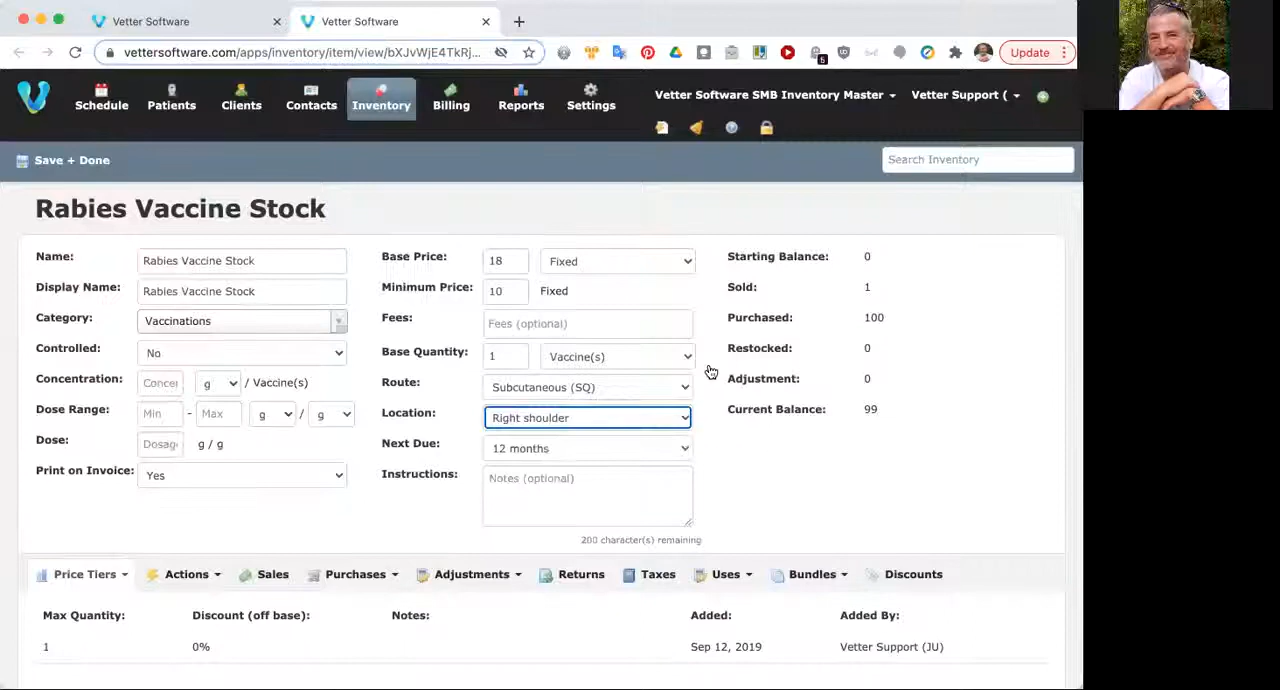 Vetter Software
Vetter Software
vettersoftware.com/apps/inventory/item/view/bXJvWjE4TkRj...
5
Update
Schedule
Patients
Clients
Contacts
Inventory
Billing
Reports
Settings
Vetter Software SMB Inventory Master
Vetter Support (
Save + Done
Search Inventory
Rabies Vaccine Stock
Name: Rabies Vaccine Stock
Display Name: Rabies Vaccine Stock
Category: Vaccinations
Controlled: No
Concentration: Concer g / Vaccine(s)
Dose Range: Min - Max g / g
Dose: Dosag g / g
Print on Invoice: Yes
Base Price: 18 Fixed
Minimum Price: 10 Fixed
Fees: Fees (optional)
Base Quantity: 1 Vaccine(s)
Route: Subcutaneous (SQ)
Location: Right shoulder
Next Due: 12 months
Instructions: Notes (optional)
200 character(s) remaining
Starting Balance: 0
Sold: 1
Purchased: 100
Restocked: 0
Adjustment: 0
Current Balance: 99
Price Tiers Actions Sales Purchases Adjustments Returns Taxes Uses Bundles Discounts
Max Quantity: Discount (off base): Notes: Added: Added By:
1 0% Sep 12, 2019 Vetter Support (JU)